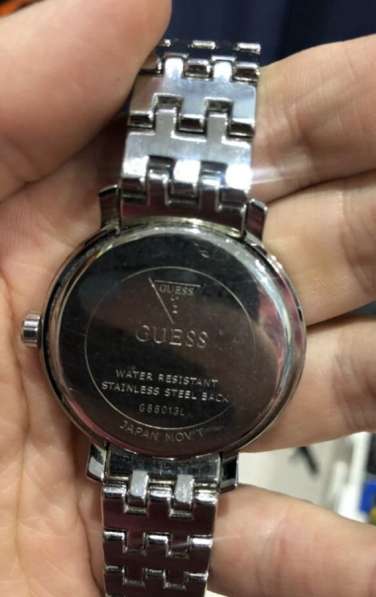 GUESS
GUESS
WATER RESISTANT
STAINLESS STEEL BACK
G86013L
JAPAN MOV'T